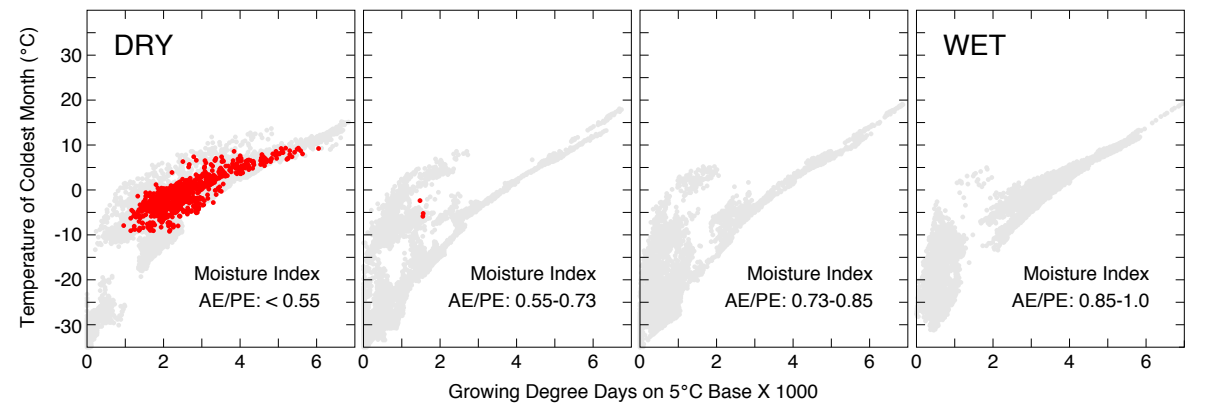 DRY
WET
Temperature of Coldest Month (°C)
30
20
10
0
-10
-20
-30
Moisture Index
AE/PE: < 0.55
Moisture Index
AE/PE: 0.55-0.73
Moisture Index
AE/PE: 0.73-0.85
Moisture Index
AE/PE: 0.85-1.0
0 2 4 6 0 2 4 6 0 2 4 6 0 2 4 6
Growing Degree Days on 5°C Base X 1000